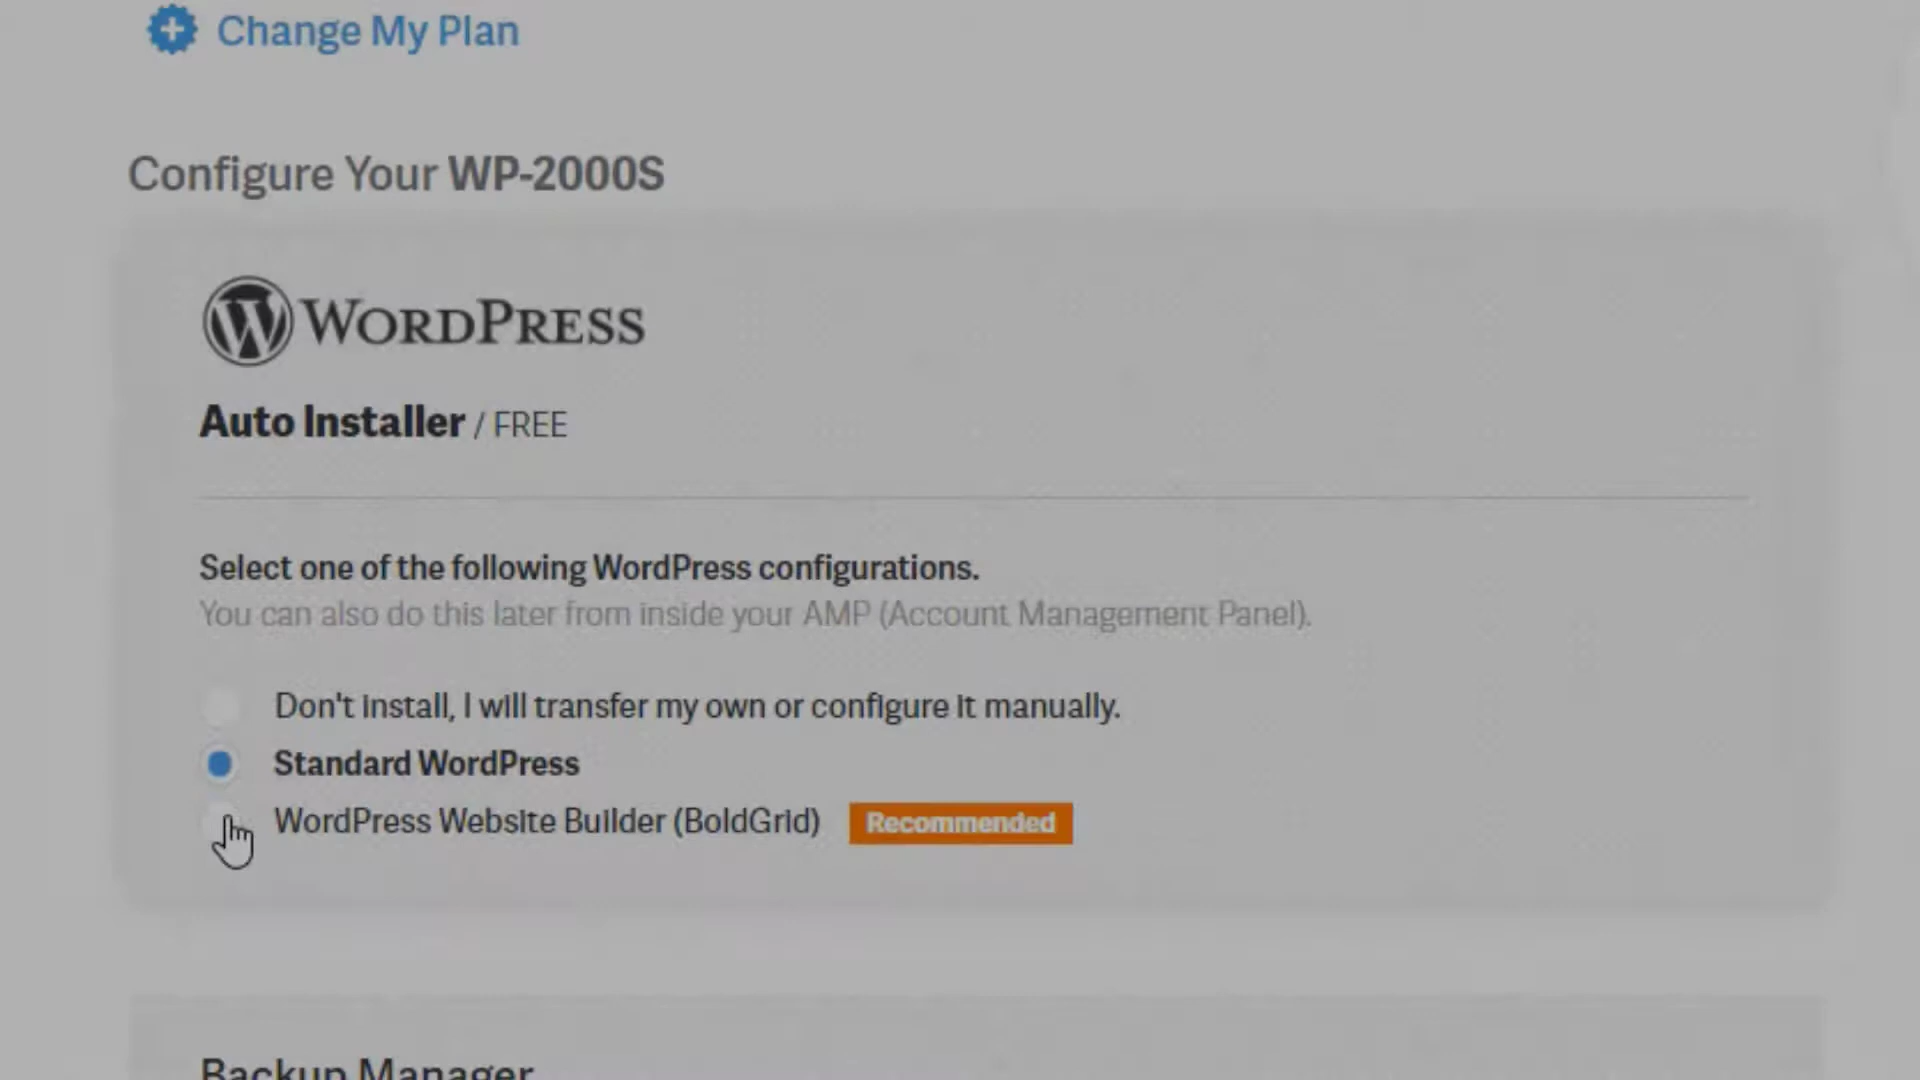 Change My Plan
Configure Your WP-2000S
WORDPRESS
Auto Installer / FREE
Select one of the following WordPress configurations.
You can also do this later from inside your AMP (Account Management Panel).
Don't install, I will transfer my own or configure it manually.
Standard WordPress
WordPress Website Builder (BoldGrid) Recommended
Backup Manager